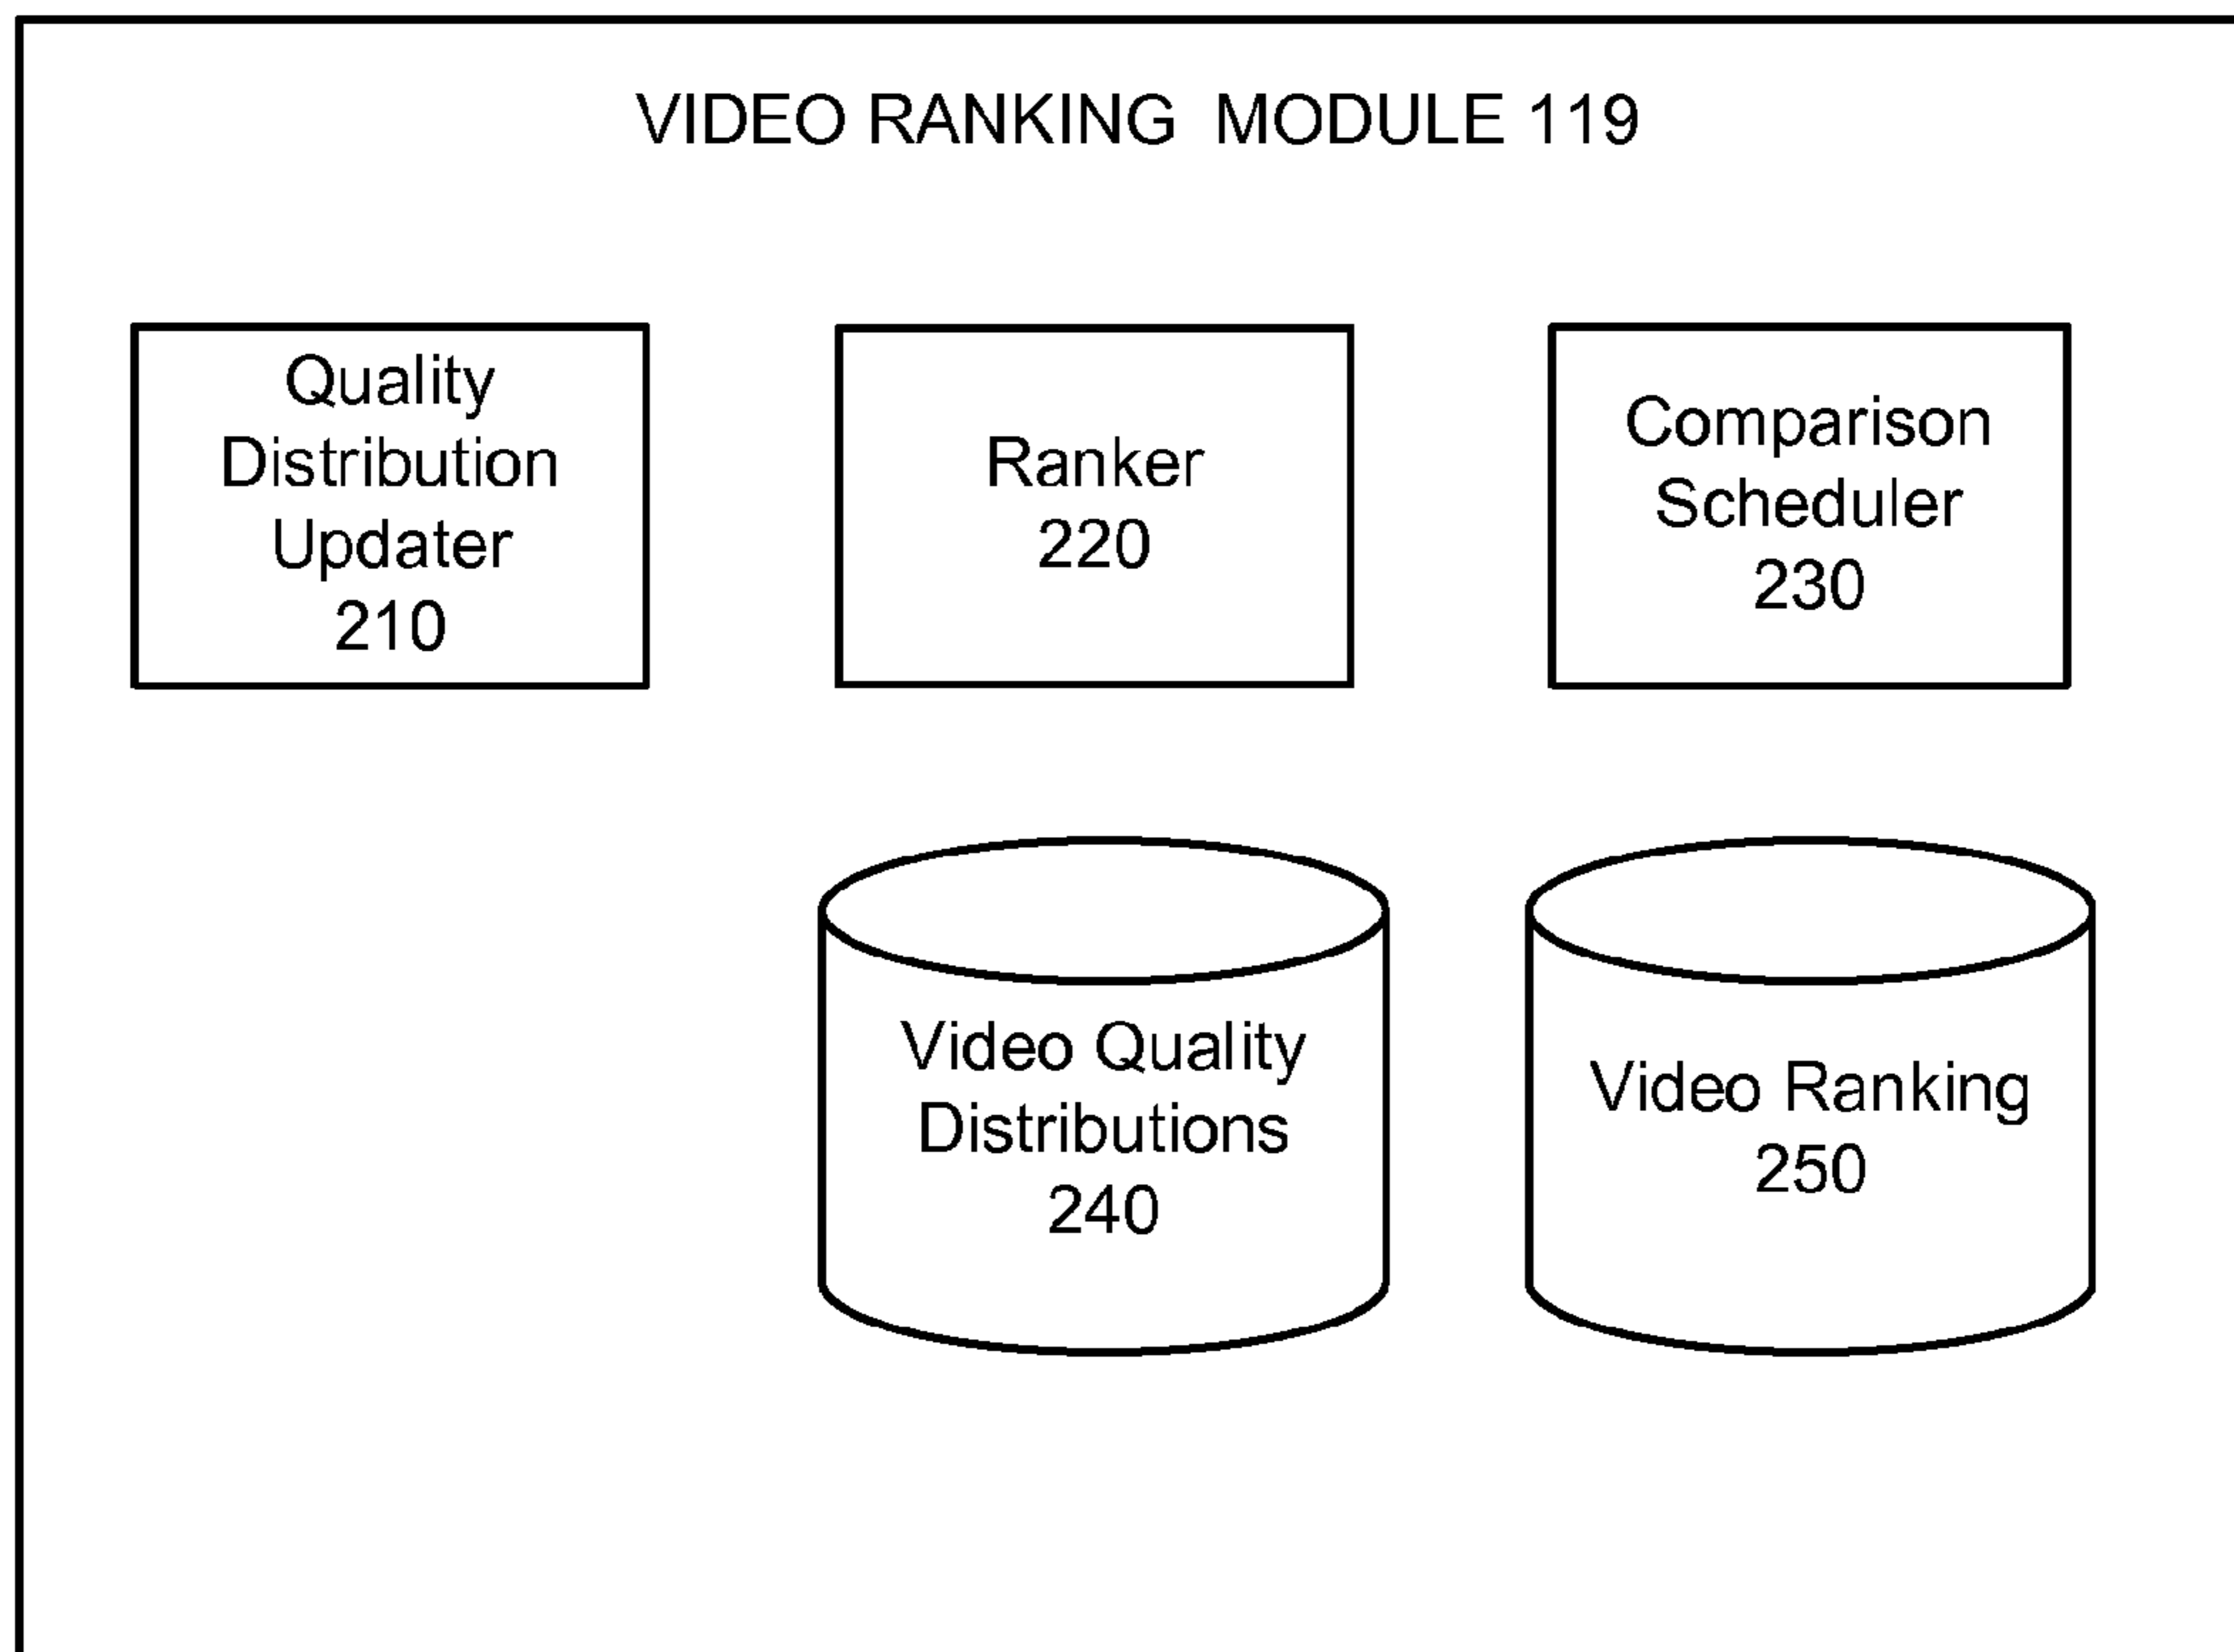 VIDEO RANKING MODULE 119
Quality
Distribution
Updater
210
Ranker
220
Comparison
Scheduler
230
Video Quality
Distributions
240
Video Ranking
250